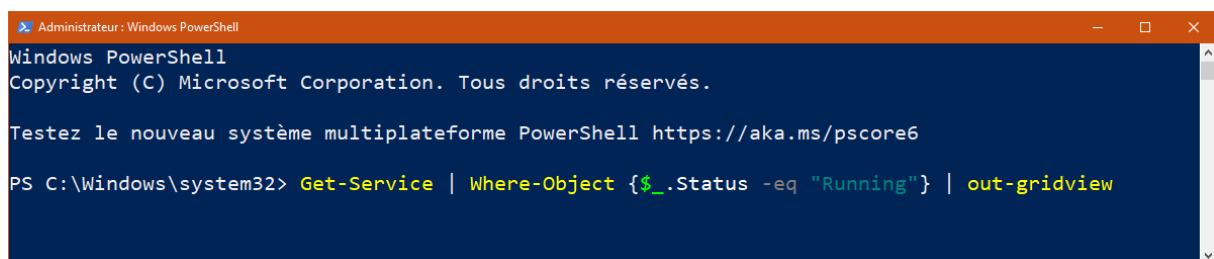 Administrateur : Windows PowerShell
Windows PowerShell
Copyright (C) Microsoft Corporation. Tous droits réservés.
Testez le nouveau système multiplateforme PowerShell https://aka.ms/pscore6
PS C:\Windows\system32> Get-Service | Where-Object {$_.Status -eq "Running"} | out-gridview